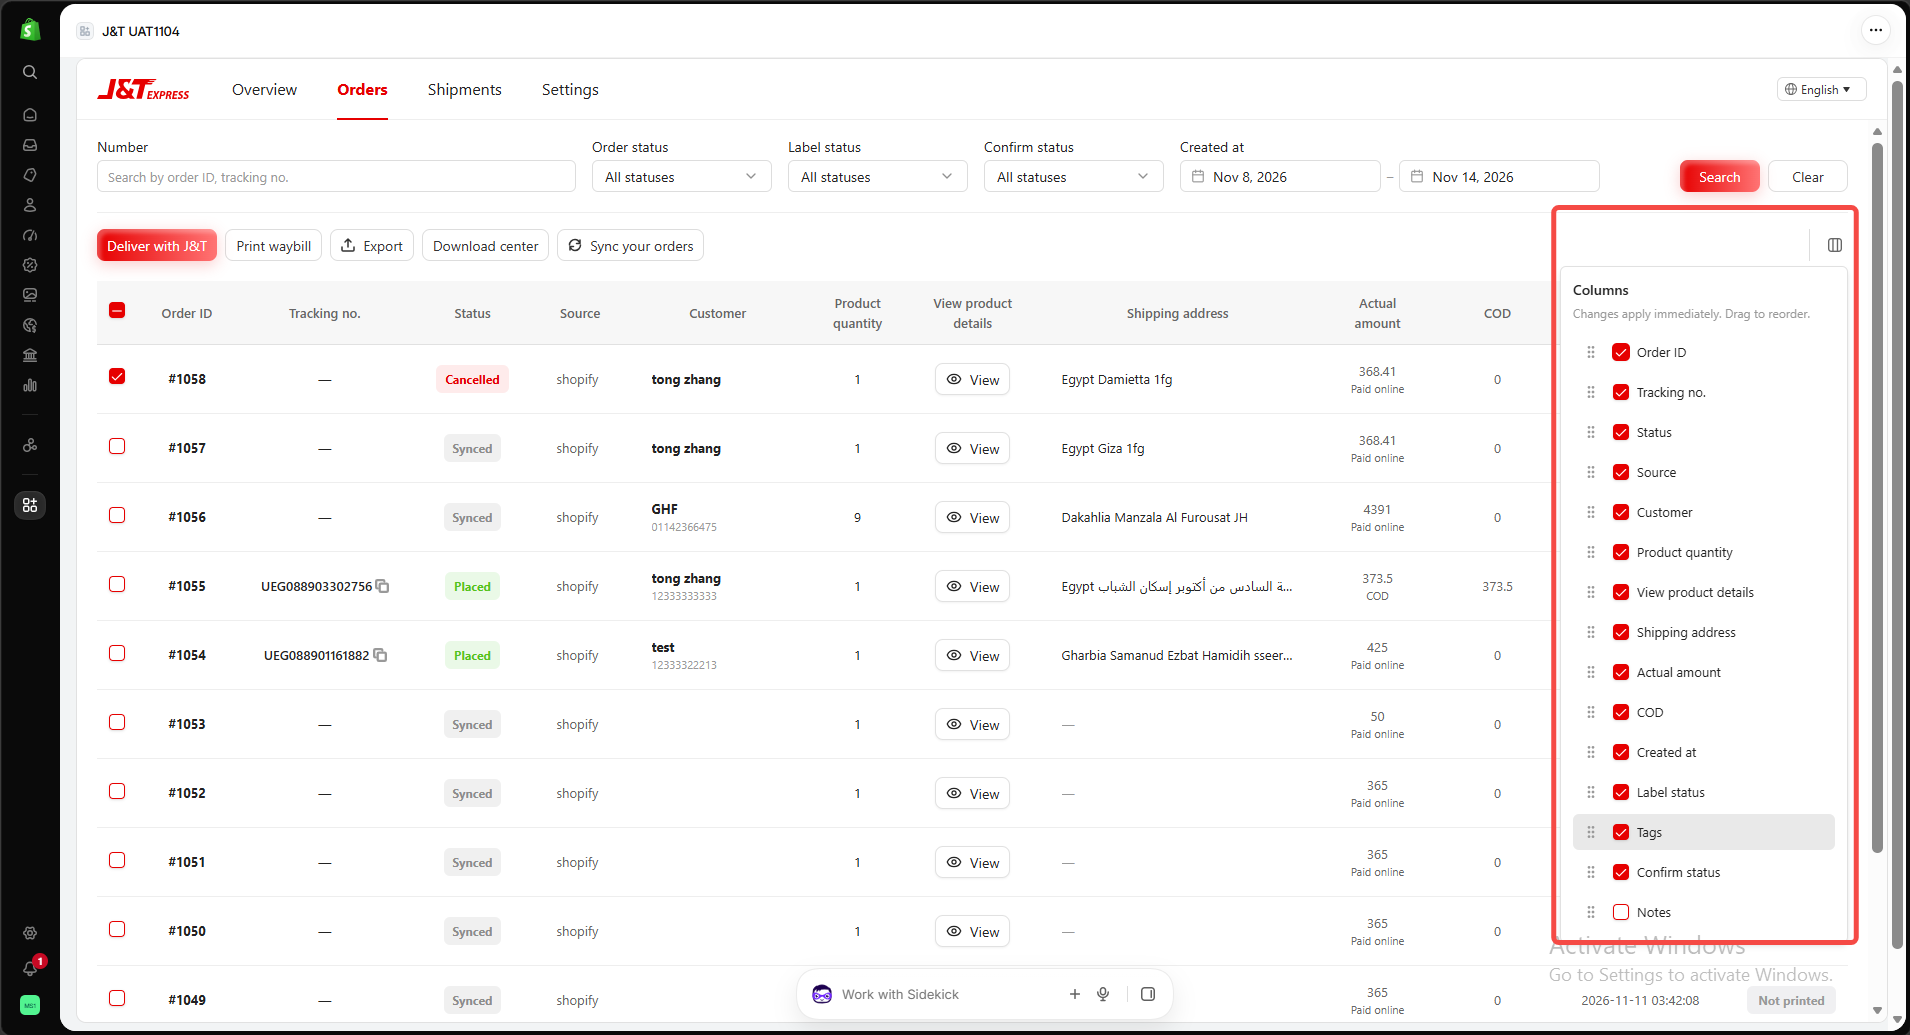 J&T UAT1104
J&T EXPRESS
Overview
Orders
Shipments
Settings
English
Number
Order status
Label status
Confirm status
Created at
Search by order ID, tracking no.
All statuses
All statuses
All statuses
Nov 8, 2026
–
Nov 14, 2026
Search
Clear
Deliver with J&T
Print waybill
Export
Download center
Sync your orders
Order ID
Tracking no.
Status
Source
Customer
Product quantity
View product details
Shipping address
Actual amount
COD
#1058
—
Cancelled
shopify
tong zhang
1
View
Egypt Damietta 1fg
368.41
Paid online
0
#1057
—
Synced
shopify
tong zhang
1
View
Egypt Giza 1fg
368.41
Paid online
0
#1056
—
Synced
shopify
GHF
01142366475
9
View
Dakahlia Manzala Al Furousat JH
4391
Paid online
0
#1055
UEG088903302756
Placed
shopify
tong zhang
12333333333
1
View
Egypt ة السادس من أكتوبر إسكان الشباب...
373.5
COD
373.5
#1054
UEG088901161882
Placed
shopify
test
12333322213
1
View
Gharbia Samanud Ezbat Hamidih sseer...
425
Paid online
0
#1053
—
Synced
shopify
1
View
—
50
Paid online
0
#1052
—
Synced
shopify
1
View
—
365
Paid online
0
#1051
—
Synced
shopify
1
View
—
365
Paid online
0
#1050
—
Synced
shopify
1
View
—
365
Paid online
0
#1049
—
Synced
shopify
365
Paid online
0
2026-11-11 03:42:08
Not printed
Columns
Changes apply immediately. Drag to reorder.
Order ID
Tracking no.
Status
Source
Customer
Product quantity
View product details
Shipping address
Actual amount
COD
Created at
Label status
Tags
Confirm status
Notes
Activate Windows
Go to Settings to activate Windows.
Work with Sidekick
1
MST